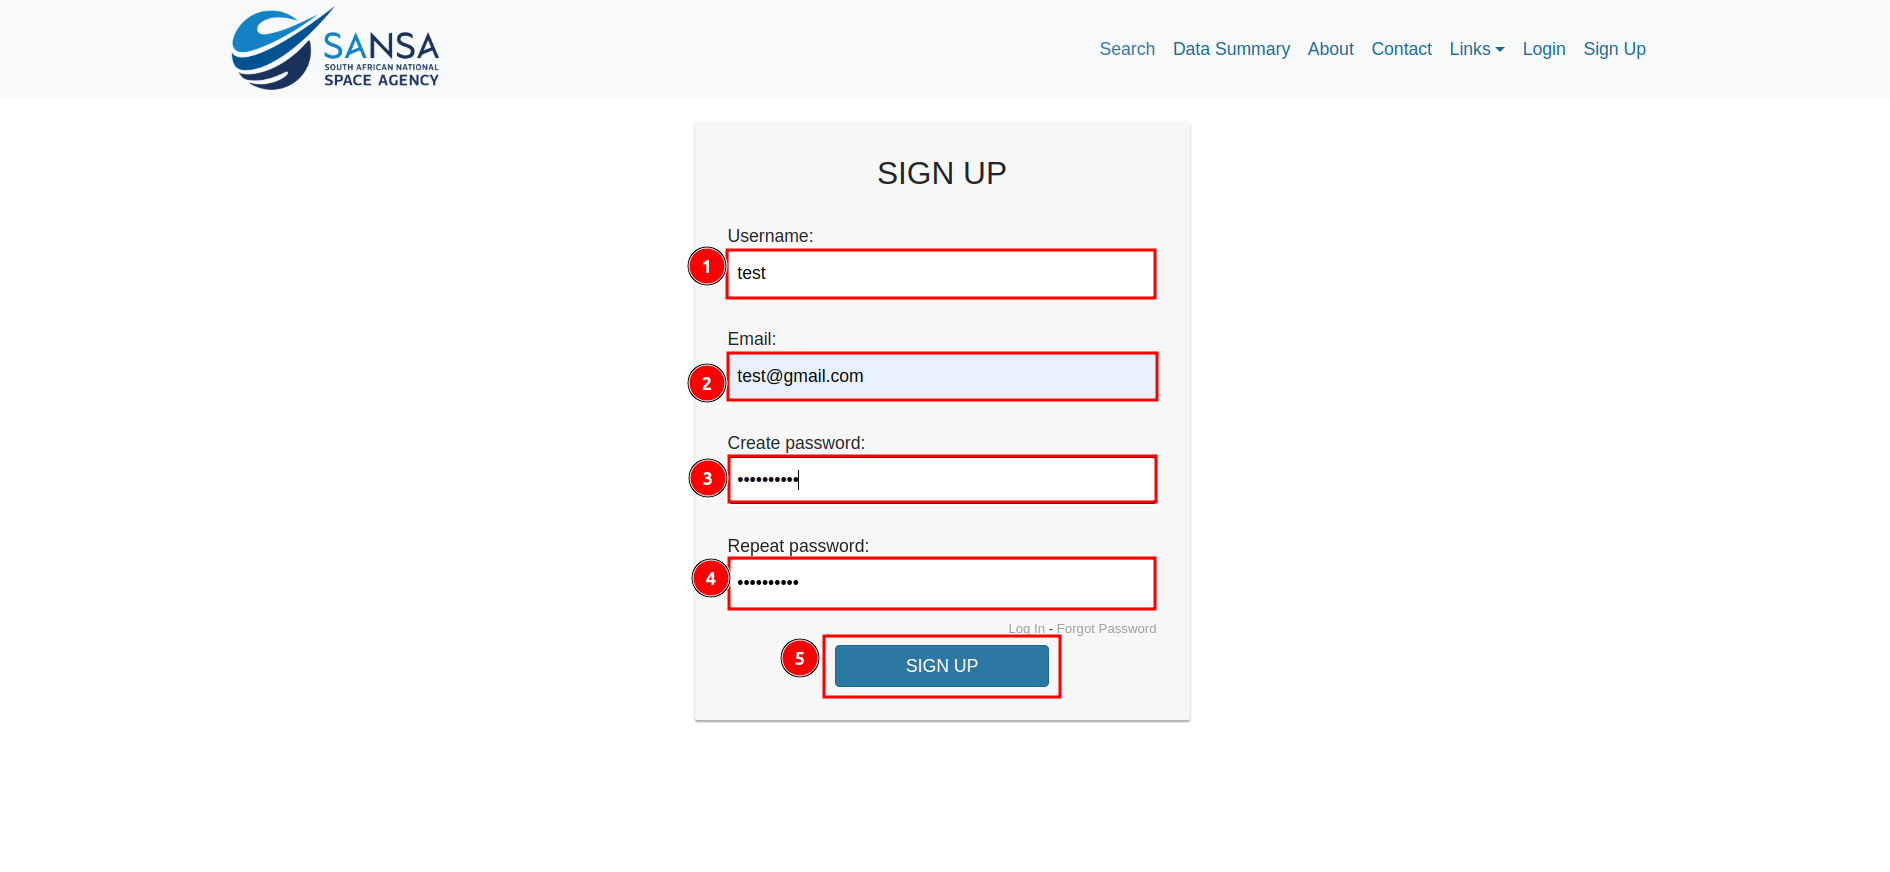 SANSA
SOUTH AFRICAN NATIONAL
SPACE AGENCY
Search Data Summary About Contact Links Login Sign Up
SIGN UP
Username:
1 test
Email:
2 test@gmail.com
Create password:
3 ••••••••••
Repeat password:
4 ••••••••••
Log In - Forgot Password
5 SIGN UP